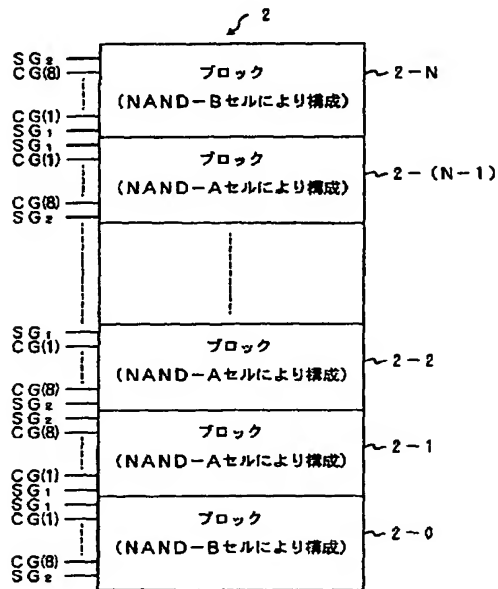 2
SG₂
CG(8)
ブロック
(NAND-Bセルにより構成)
2-N
CG(1)
SG₁
SG₁
CG(1)
ブロック
(NAND-Aセルにより構成)
2-(N-1)
CG(8)
SG₂
SG₁
CG(1)
ブロック
(NAND-Aセルにより構成)
2-2
CG(8)
SG₂
SG₂
CG(8)
ブロック
(NAND-Aセルにより構成)
2-1
CG(1)
SG₁
SG₁
CG(1)
ブロック
(NAND-Bセルにより構成)
2-0
CG(8)
SG₂